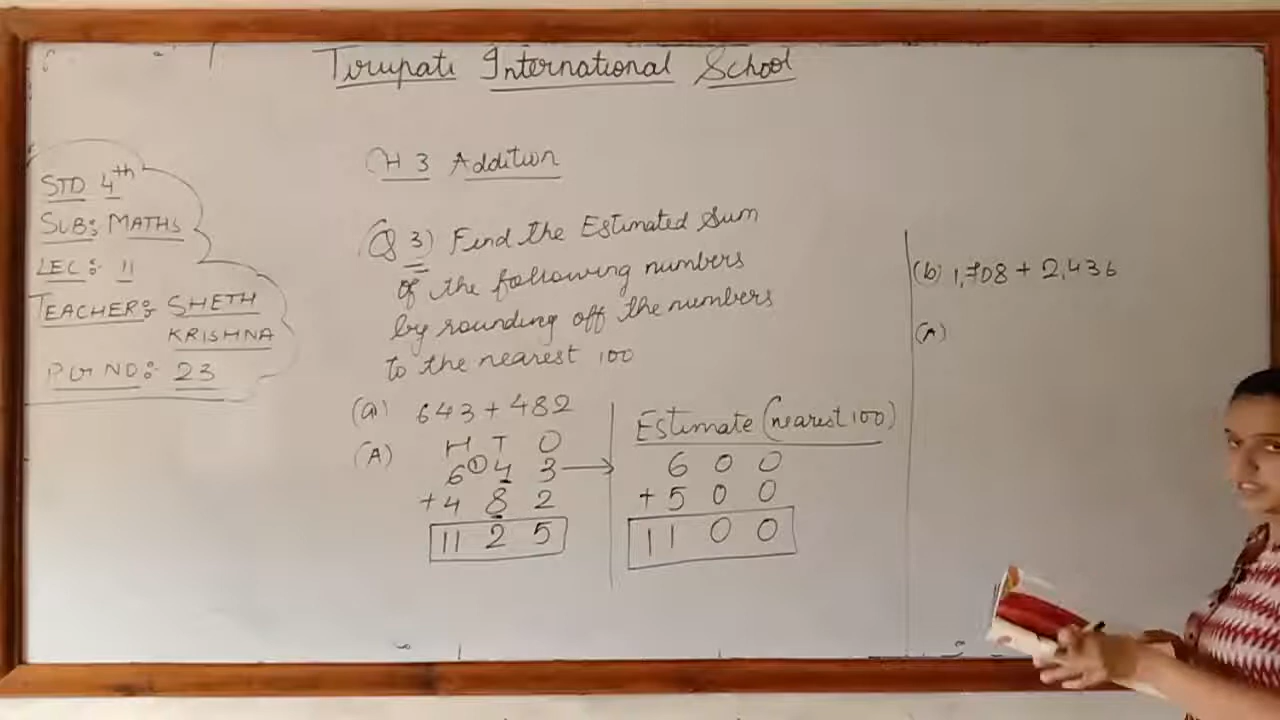 Tirupati International School
STD 4th
SUB: MATHS
LEC: 11
TEACHER: SHETH
KRISHNA
PG NO: 23
CH 3 Addition
Q 3) Find the Estimated Sum
of the following numbers
by rounding off the numbers
to the nearest 100
(a) 643 + 482
(A) H T O
6 ① 4 3 →
+ 4 8 2
11 2 5
Estimate (nearest 100)
6 0 0
+ 5 0 0
1 1 0 0
(b) 1,708 + 2,436
(A)